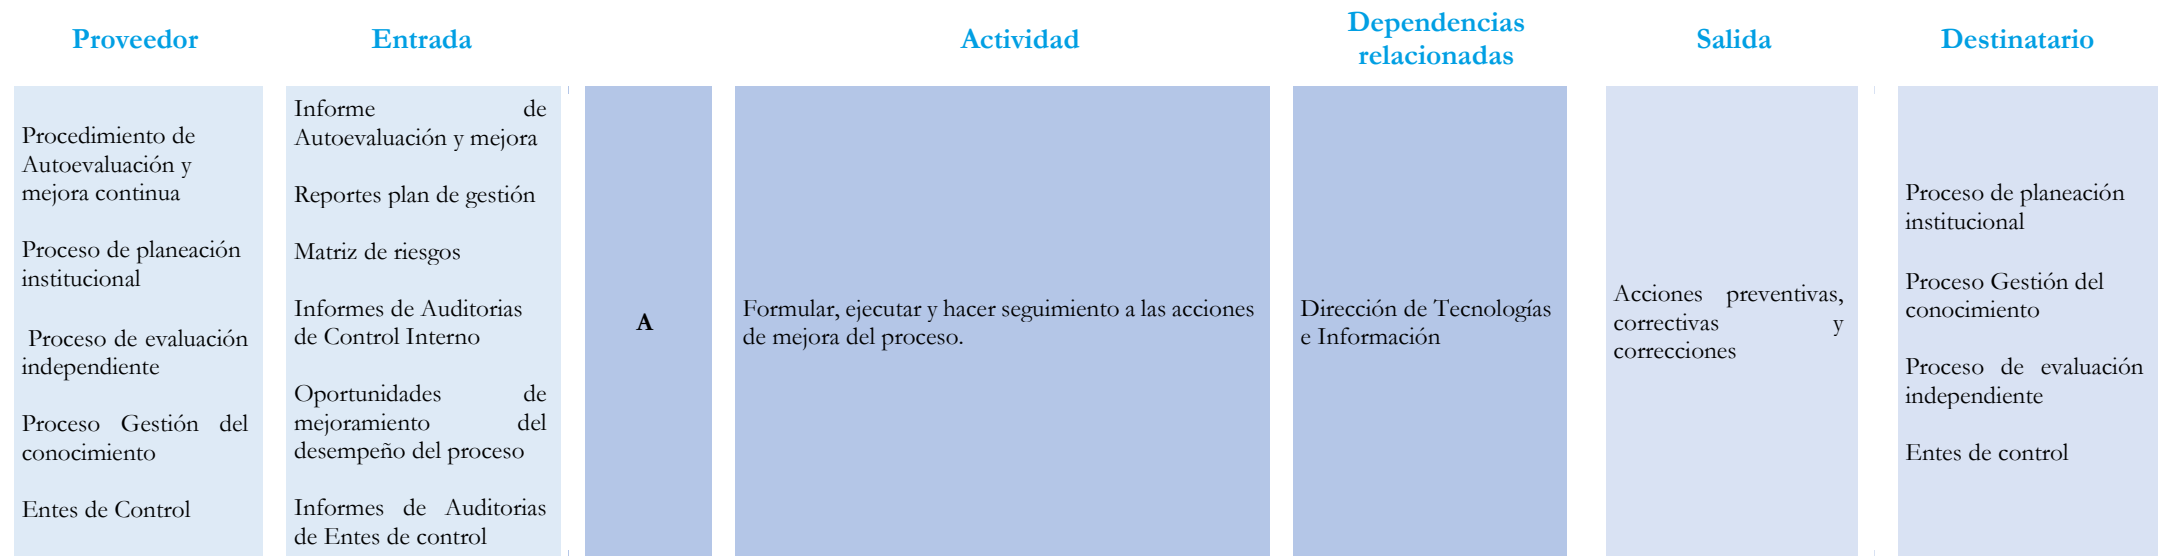 Proveedor
Entrada
Actividad
Dependencias
relacionadas
Salida
Destinatario
Procedimiento de
Autoevaluación y
mejora continua
Proceso de planeación
institucional
Proceso de evaluación
independiente
Proceso Gestión del
conocimiento
Entes de Control
Informe de
Autoevaluación y mejora
Reportes plan de gestión
Matriz de riesgos
Informes de Auditorias
de Control Interno
Oportunidades de
mejoramiento del
desempeño del proceso
Informes de Auditorias
de Entes de control
A
Formular, ejecutar y hacer seguimiento a las acciones
de mejora del proceso.
Dirección de Tecnologías
e Información
Acciones preventivas,
correctivas y
correcciones
Proceso de planeación
institucional
Proceso Gestión del
conocimiento
Proceso de evaluación
independiente
Entes de control